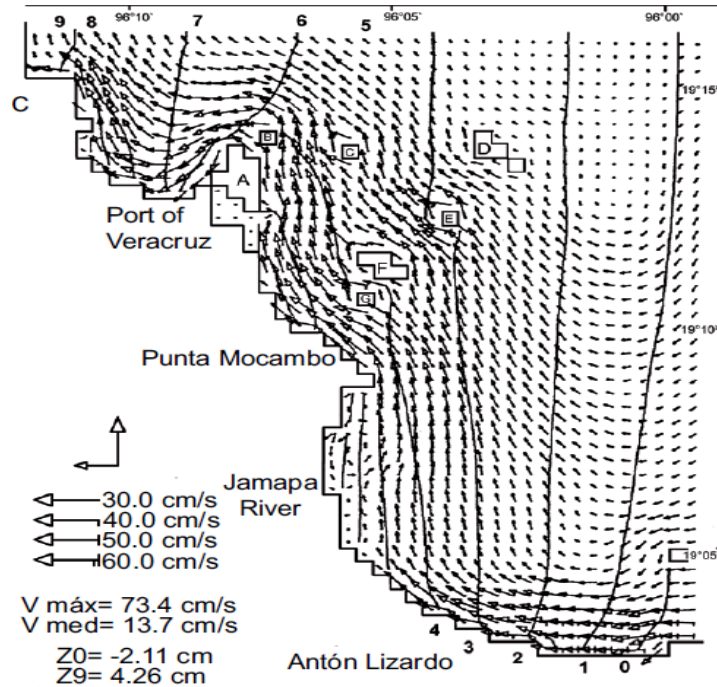 9 8 96°10' 7 6 96°05' 5 96°00'
19°15'
C
B
C
D
A
Port of
Veracruz
E
F
G
19°10'
Punta Mocambo
Jamapa
River
30.0 cm/s
40.0 cm/s
50.0 cm/s
60.0 cm/s
19°05'
V máx= 73.4 cm/s
V med= 13.7 cm/s
Z0= -2.11 cm
Z9= 4.26 cm
4 3 2 1 0
Antón Lizardo